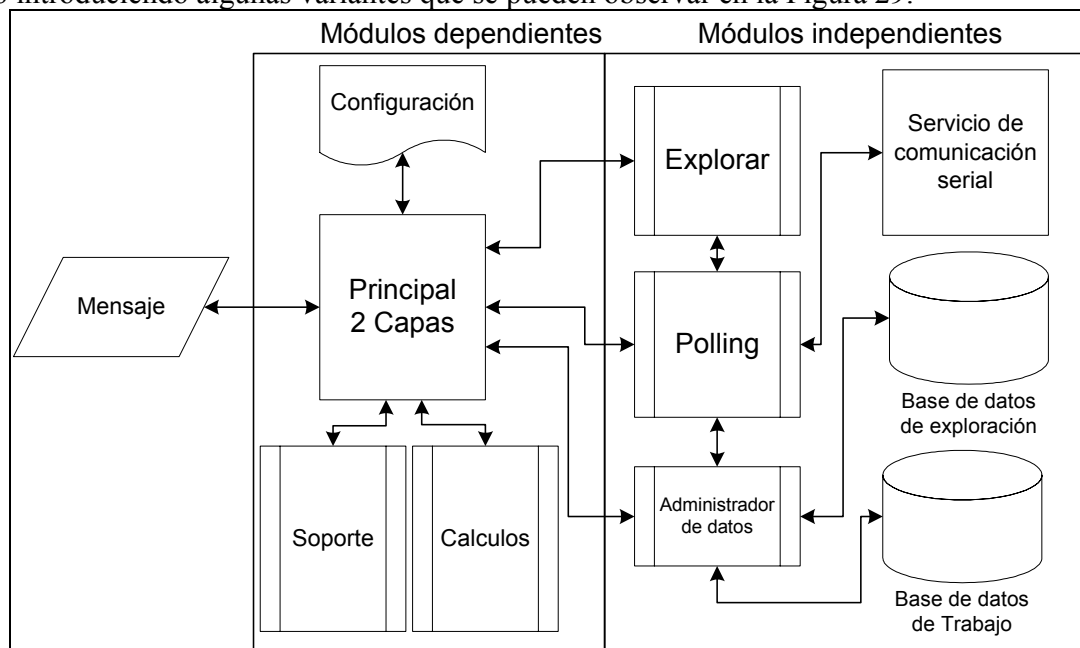 introduciendo algunas variantes que se pueden observar en la Figura 29.
Módulos dependientes
Módulos independientes
Configuración
Explorar
Servicio de
comunicación
serial
Mensaje
Principal
2 Capas
Polling
Base de datos
de exploración
Soporte
Calculos
Administrador
de datos
Base de datos
de Trabajo